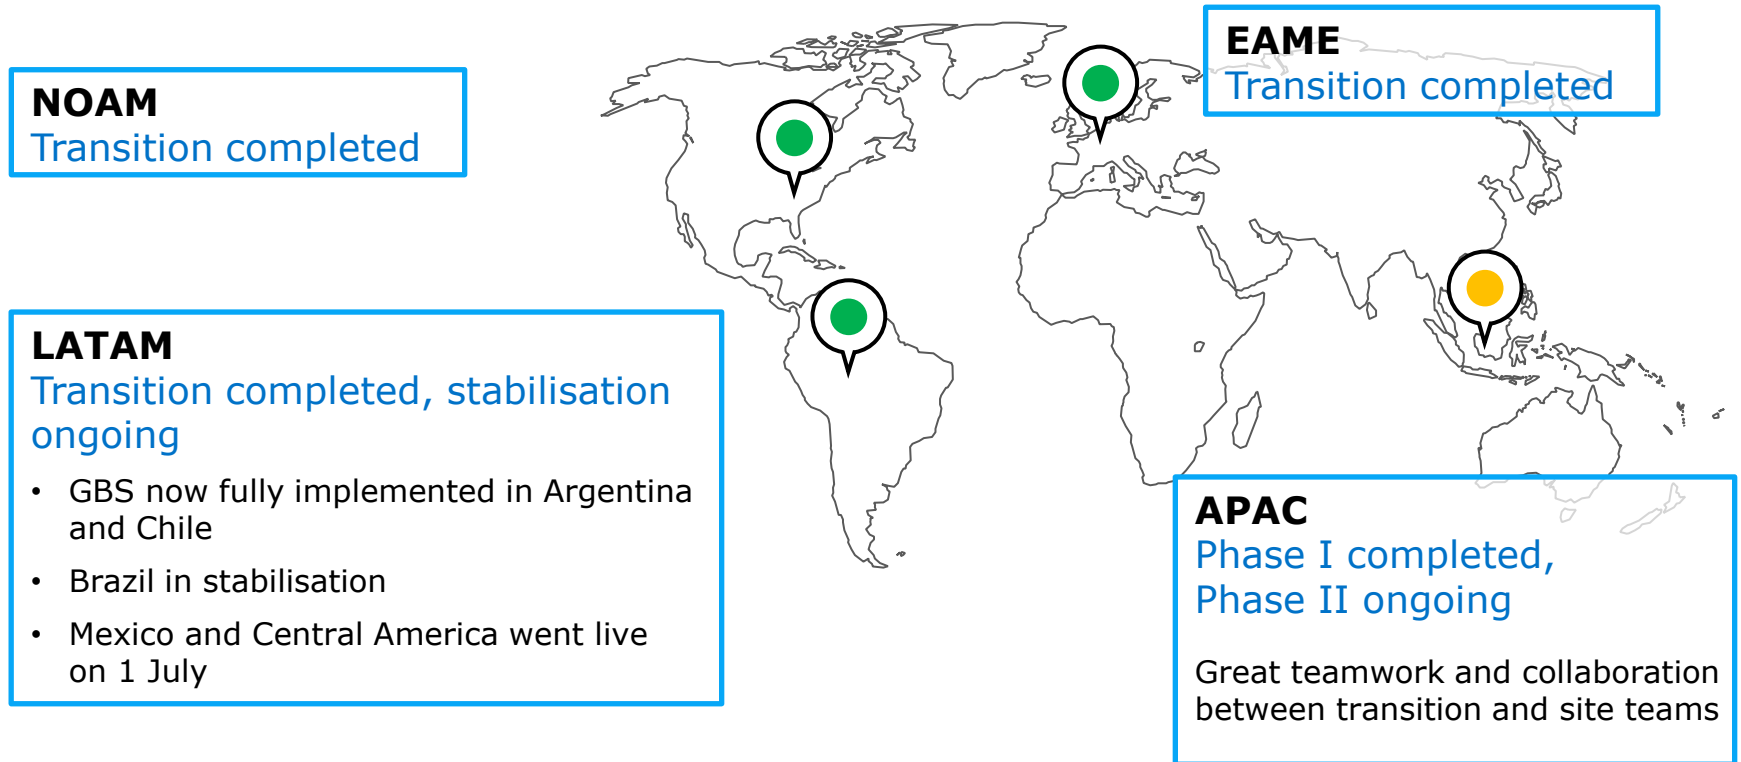 NOAM
Transition completed
EAME
Transition completed
LATAM
Transition completed, stabilisation
ongoing
• GBS now fully implemented in Argentina
and Chile
• Brazil in stabilisation
• Mexico and Central America went live
on 1 July
APAC
Phase I completed,
Phase II ongoing
Great teamwork and collaboration
between transition and site teams